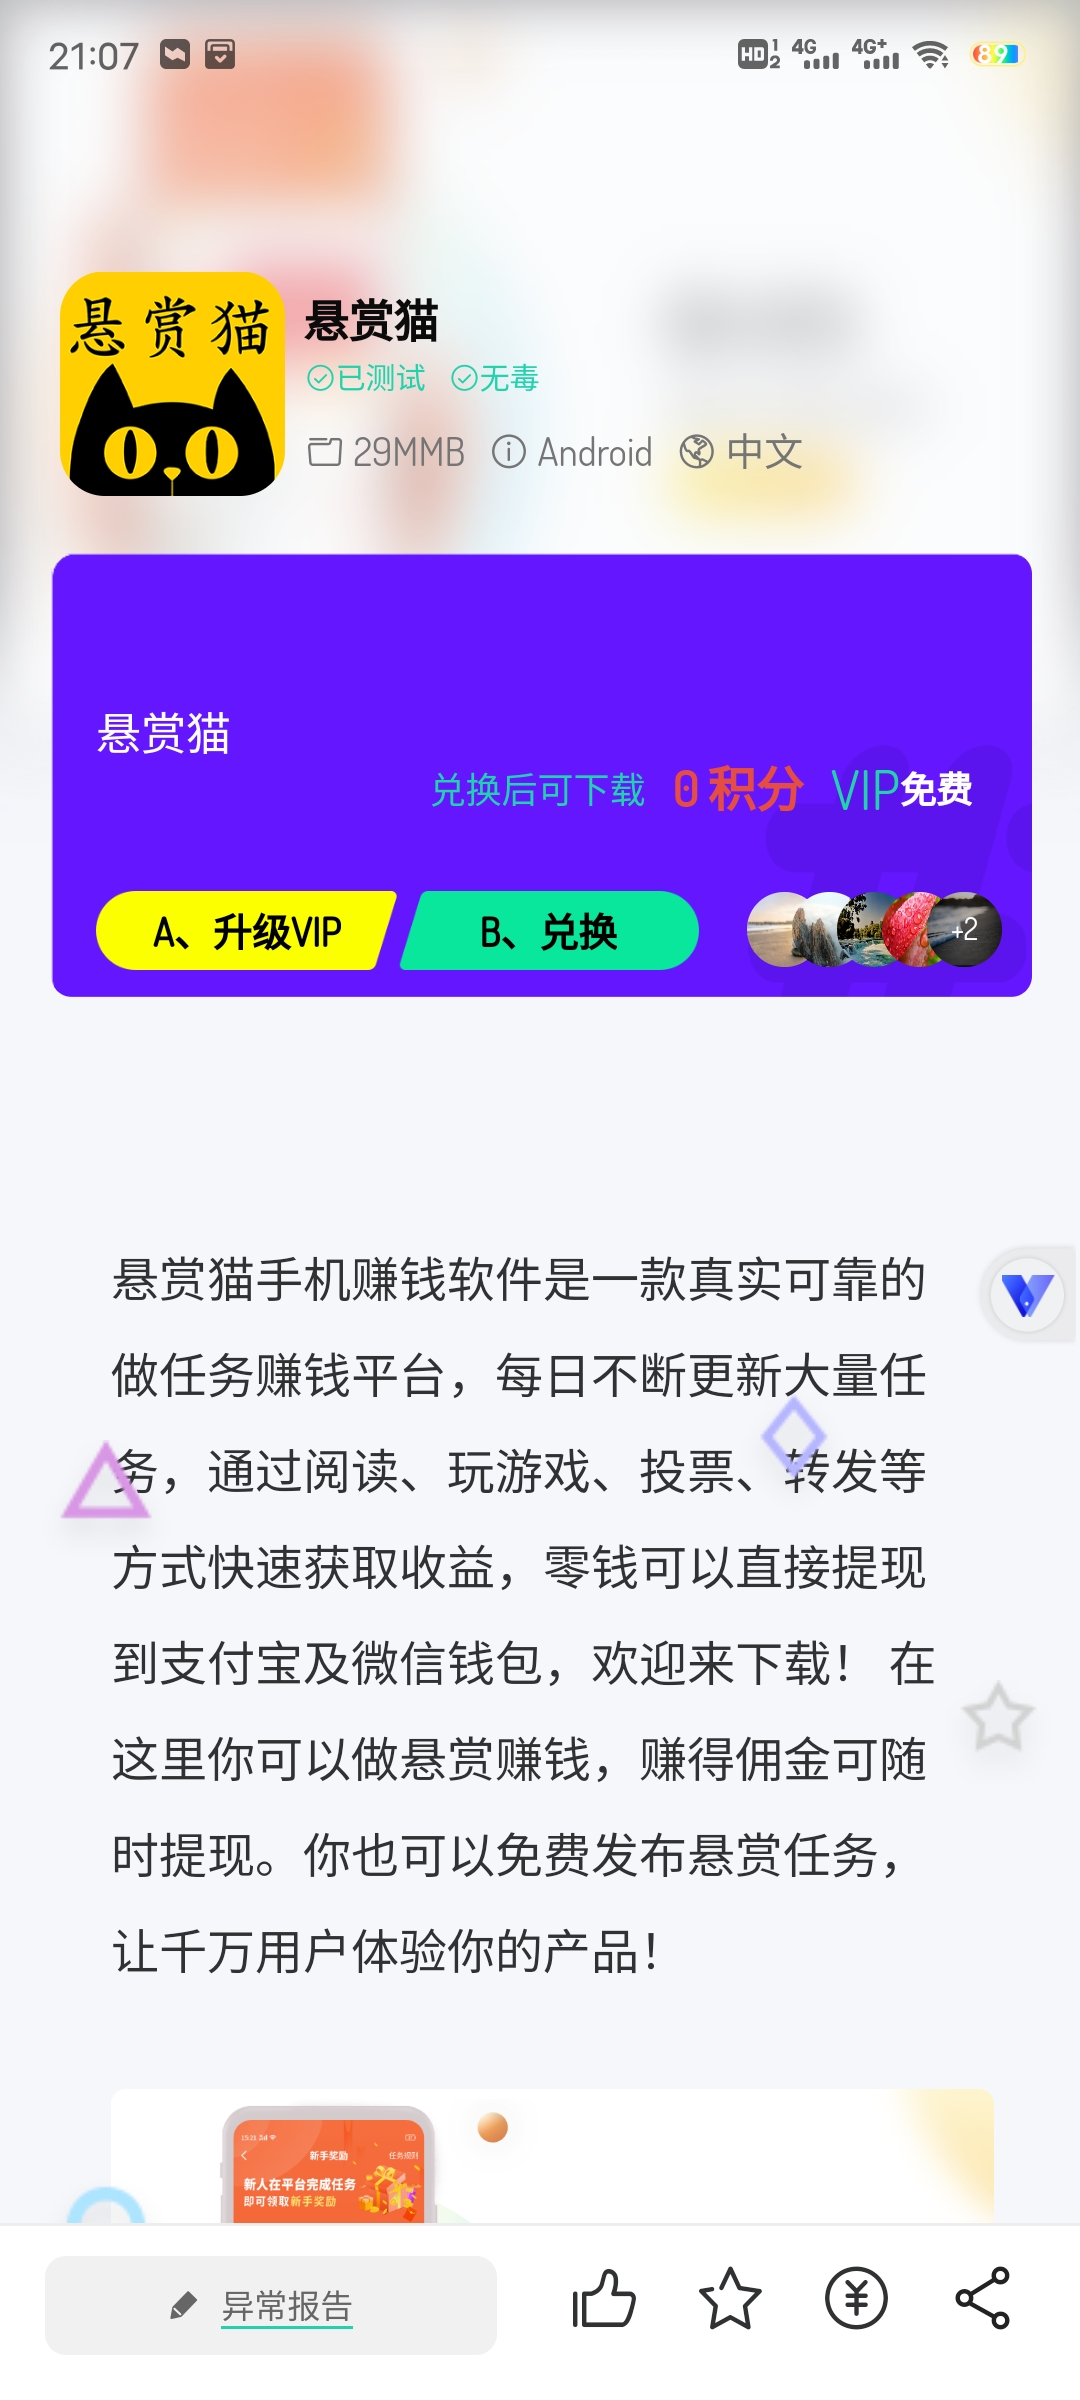 21:07
HD 1 2 4G 4G+ 89
悬赏猫
悬赏猫
已测试 无毒
29MMB Android 中文
悬赏猫
兑换后可下载 0 积分 VIP免费
A、升级VIP B、兑换 +2
悬赏猫手机赚钱软件是一款真实可靠的
做任务赚钱平台，每日不断更新大量任
务，通过阅读、玩游戏、投票、转发等
方式快速获取收益，零钱可以直接提现
到支付宝及微信钱包，欢迎来下载！ 在
这里你可以做悬赏赚钱，赚得佣金可随
时提现。你也可以免费发布悬赏任务，
让千万用户体验你的产品！
15:21
新手奖励 任务规则
新人在平台完成任务
即可领取新手奖励
异常报告